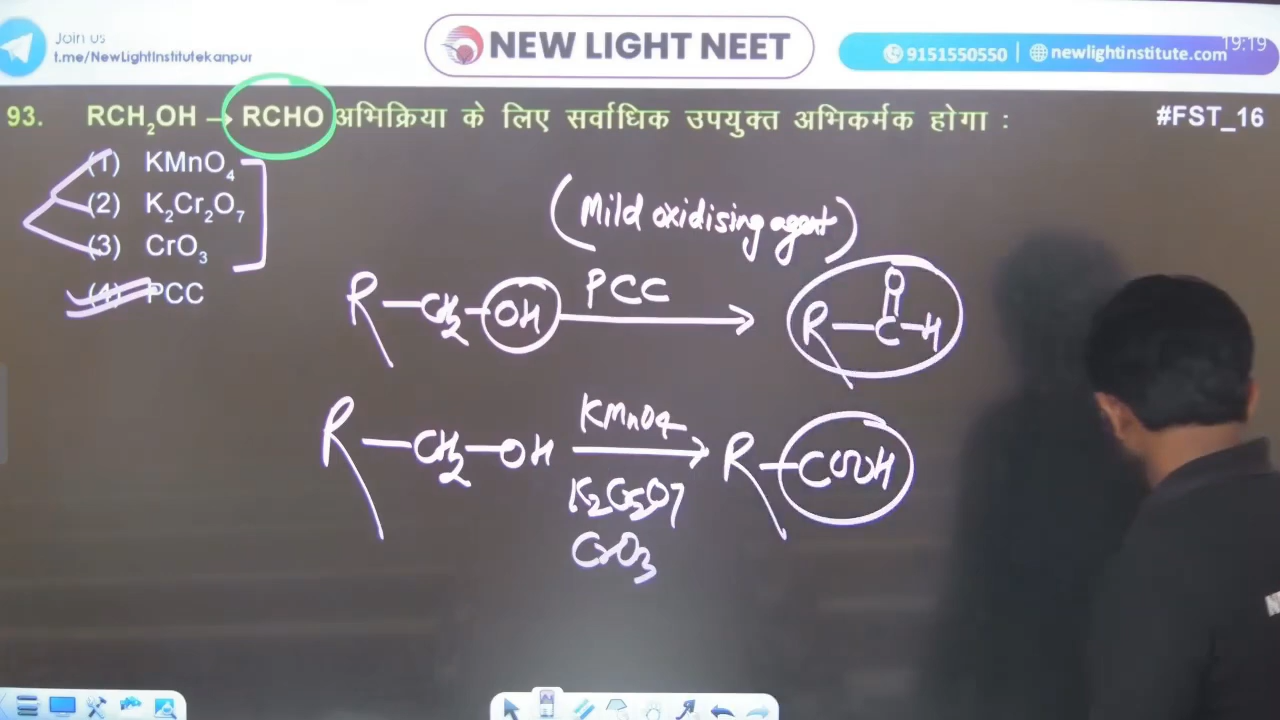 Join us
t.me/NewLightInstitutekanpur
NEW LIGHT NEET
9151550550 | newlightinstitute.com
19:19
93. RCH₂OH → RCHO अभिक्रिया के लिए सर्वाधिक उपयुक्त अभिकर्मक होगा :
#FST_16
(1) KMnO₄
(2) K₂Cr₂O₇
(3) CrO₃
(4) PCC
(Mild oxidising agent)
R—CH₂—OH PCC → R—C(=O)—H
R—CH₂—OH KMnO₄ → R—COOH
K₂Cr₂O₇
CrO₃